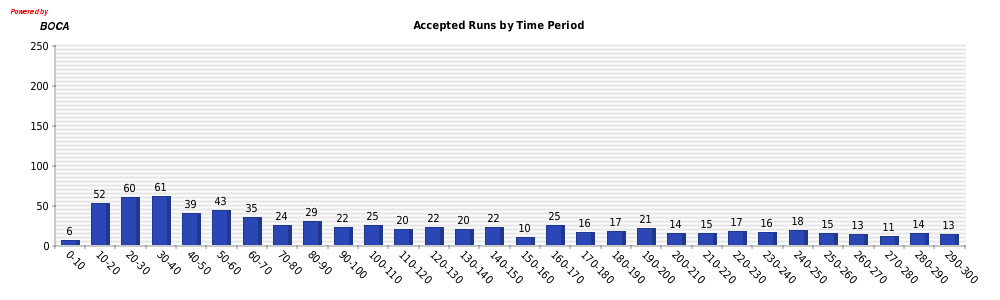 Powered by
BOCA
Accepted Runs by Time Period
250
200
150
100
50
0
6 52 60 61 39 43 35 24 29 22 25 20 22 20 22 10 25 16 17 21 14 15 17 16 18 15 13 11 14 13
0-10 10-20 20-30 30-40 40-50 50-60 60-70 70-80 80-90 90-100 100-110 110-120 120-130 130-140 140-150 150-160 160-170 170-180 180-190 190-200 200-210 210-220 220-230 230-240 240-250 250-260 260-270 270-280 280-290 290-300